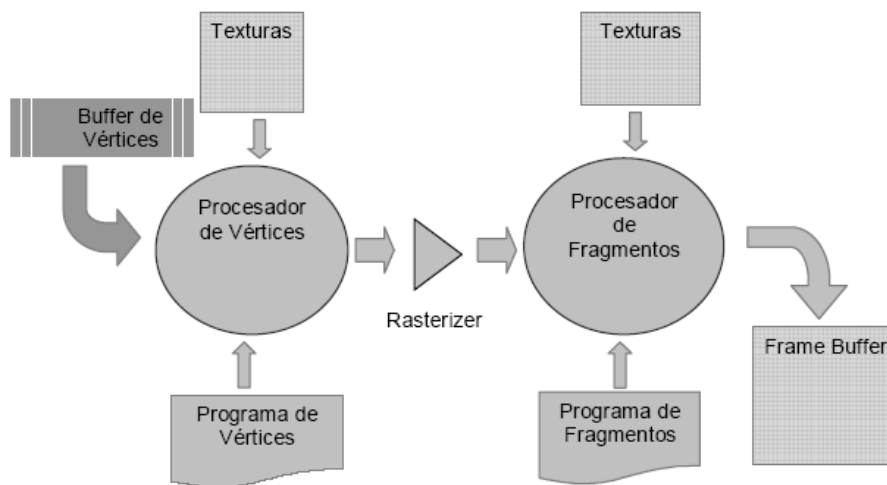 Texturas
Texturas
Buffer de
Vértices
Procesador
de Vértices
Procesador
de
Fragmentos
Rasterizer
Frame Buffer
Programa de
Vértices
Programa de
Fragmentos